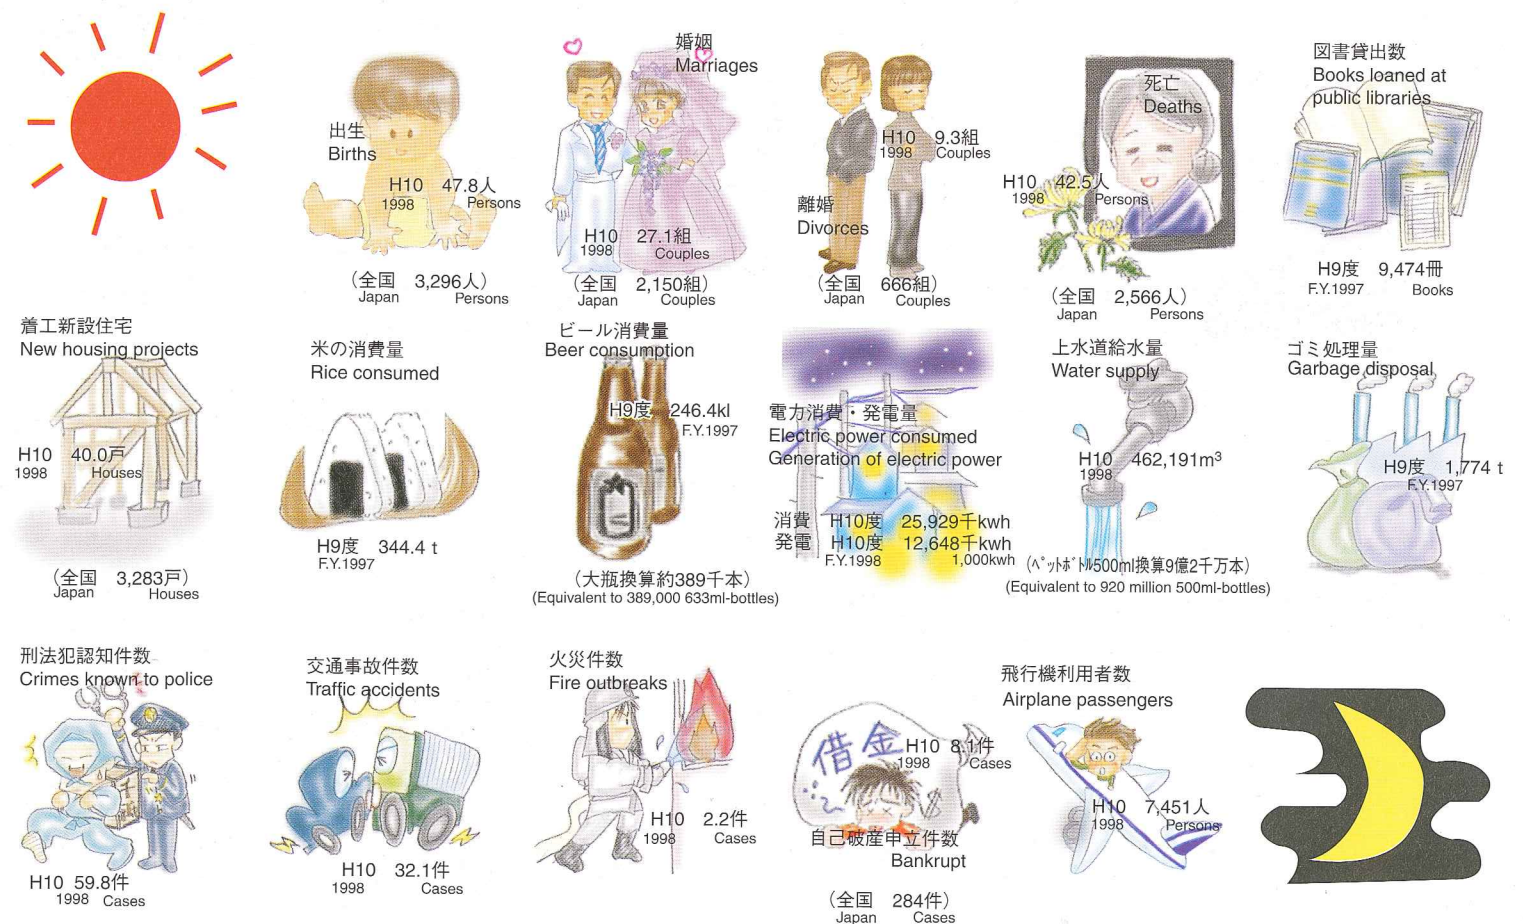 出生
Births
H10 47.8人
1998 Persons
(全国 3,296人)
Japan Persons
婚姻
Marriages
H10 27.1組
1998 Couples
(全国 2,150組)
Japan Couples
H10 9.3組
1998 Couples
離婚
Divorces
(全国 666組)
Japan Couples
死亡
Deaths
H10 42.5人
1998 Persons
(全国 2,566人)
Japan Persons
図書貸出数
Books loaned at
public libraries
H9度 9,474冊
F.Y.1997 Books
着工新設住宅
New housing projects
H10 40.0戸
1998 Houses
(全国 3,283戸)
Japan Houses
米の消費量
Rice consumed
H9度 344.4 t
F.Y.1997
ビール消費量
Beer consumption
H9度 246.4kl
F.Y.1997
(大瓶換算約389千本)
(Equivalent to 389,000 633ml-bottles)
電力消費・発電量
Electric power consumed
Generation of electric power
消費 H10度 25,929千kwh
発電 H10度 12,648千kwh
F.Y.1998 1,000kwh
上水道給水量
Water supply
H10 462,191m³
1998
(ペットボトル500ml換算9億2千万本)
(Equivalent to 920 million 500ml-bottles)
ゴミ処理量
Garbage disposal
H9度 1,774 t
F.Y.1997
刑法犯認知件数
Crimes known to police
H10 59.8件
1998 Cases
交通事故件数
Traffic accidents
H10 32.1件
1998 Cases
火災件数
Fire outbreaks
H10 2.2件
1998 Cases
借金
H10 8.1件
1998 Cases
$
自己破産申立件数
Bankrupt
(全国 284件)
Japan Cases
飛行機利用者数
Airplane passengers
H10 7,451人
1998 Persons